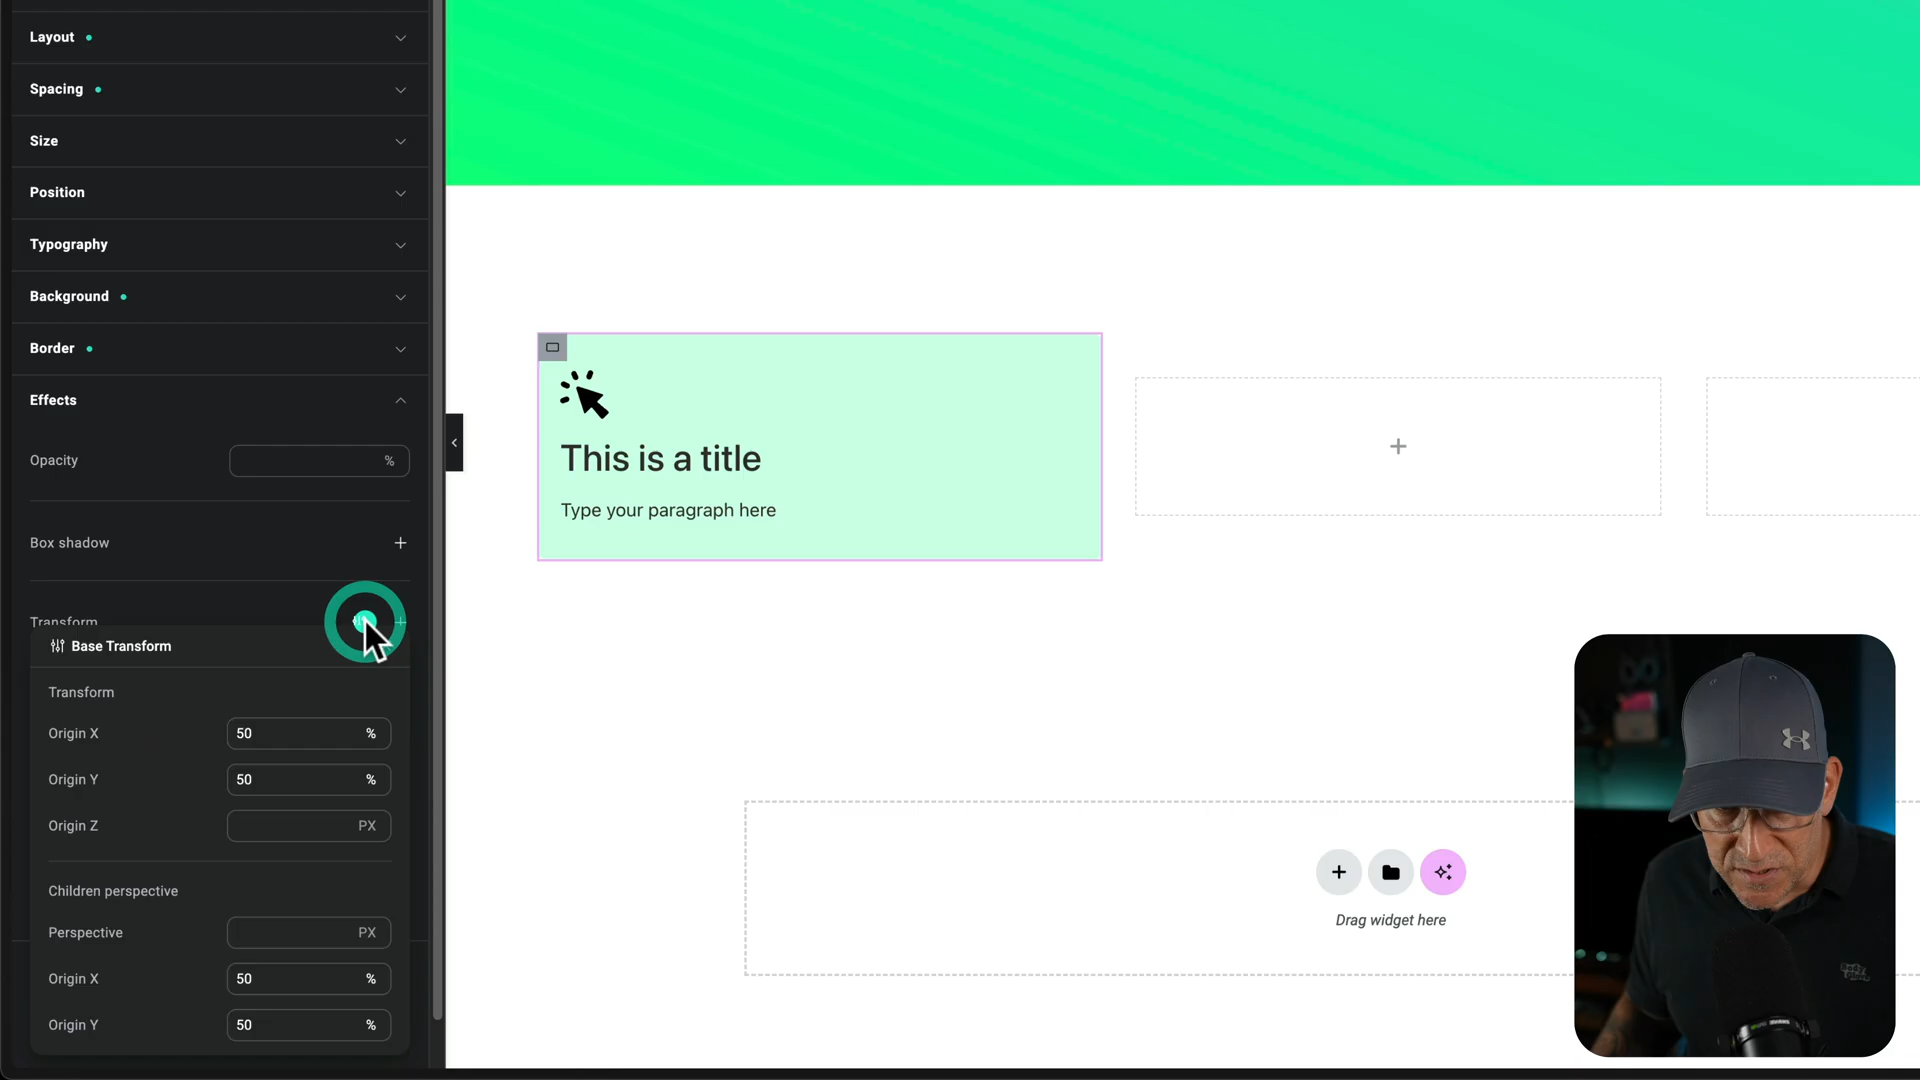 Layout
Spacing
Size
Position
Typography
Background
Border
Effects
Opacity
%
Box shadow
Transform
Base Transform
Transform
Origin X
50 %
Origin Y
50 %
Origin Z
PX
Children perspective
Perspective
PX
Origin X
50 %
Origin Y
50 %
This is a title
Type your paragraph here
Drag widget here